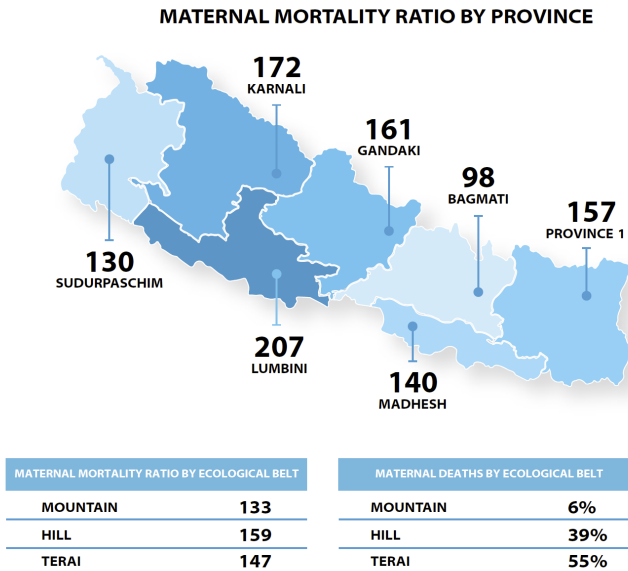 MATERNAL MORTALITY RATIO BY PROVINCE
172
KARNALI
161
GANDAKI
98
BAGMATI
157
PROVINCE 1
130
SUDURPASCHIM
207
LUMBINI
140
MADHESH
MATERNAL MORTALITY RATIO BY ECOLOGICAL BELT
MOUNTAIN 133
HILL 159
TERAI 147
MATERNAL DEATHS BY ECOLOGICAL BELT
MOUNTAIN 6%
HILL 39%
TERAI 55%